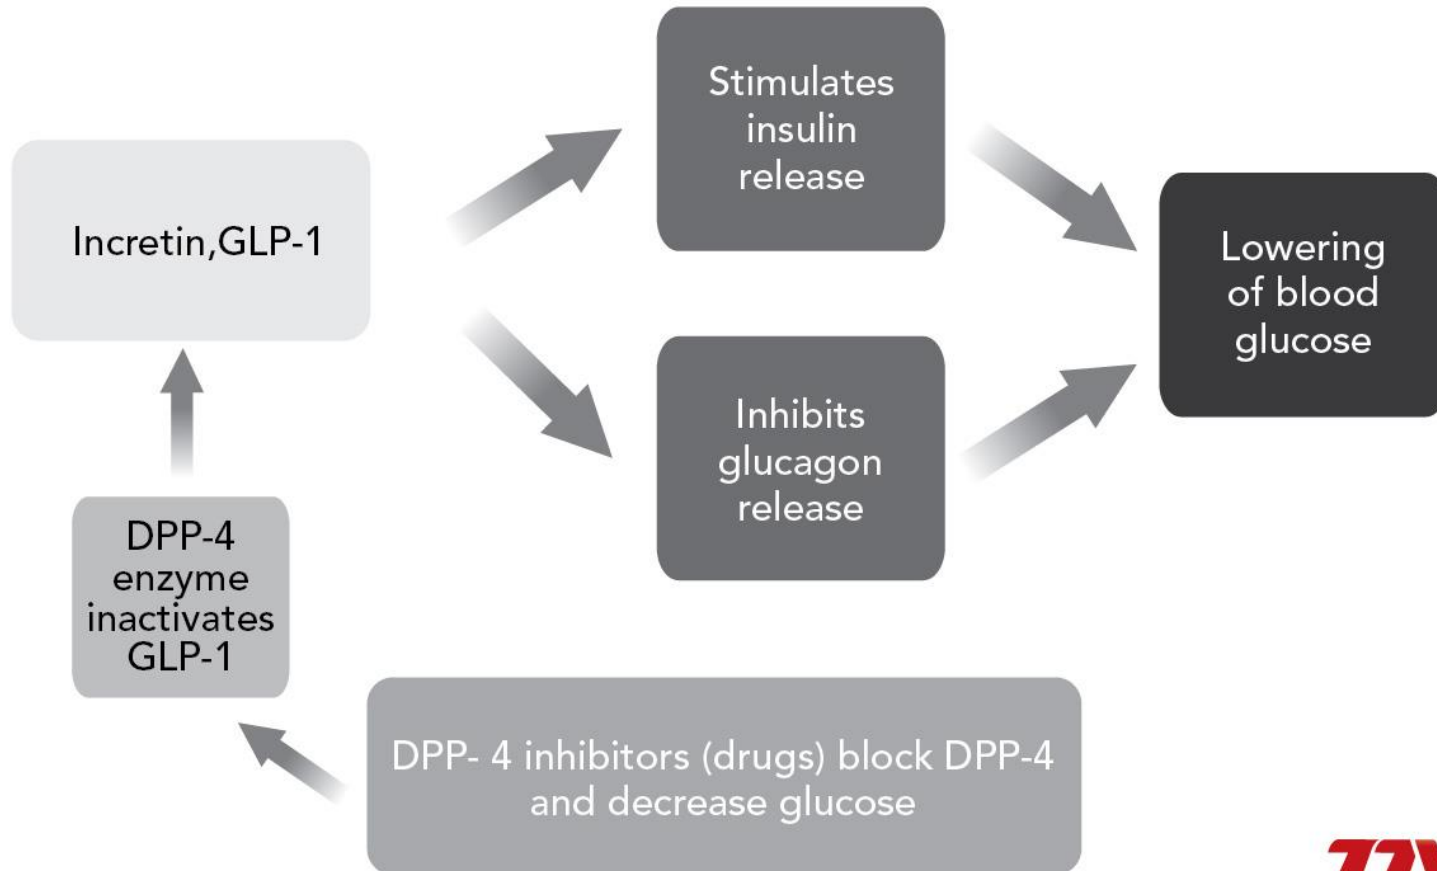 Stimulates
insulin
release
Incretin,GLP-1
Lowering
of blood
glucose
Inhibits
glucagon
release
DPP-4
enzyme
inactivates
GLP-1
DPP- 4 inhibitors (drugs) block DPP-4
and decrease glucose